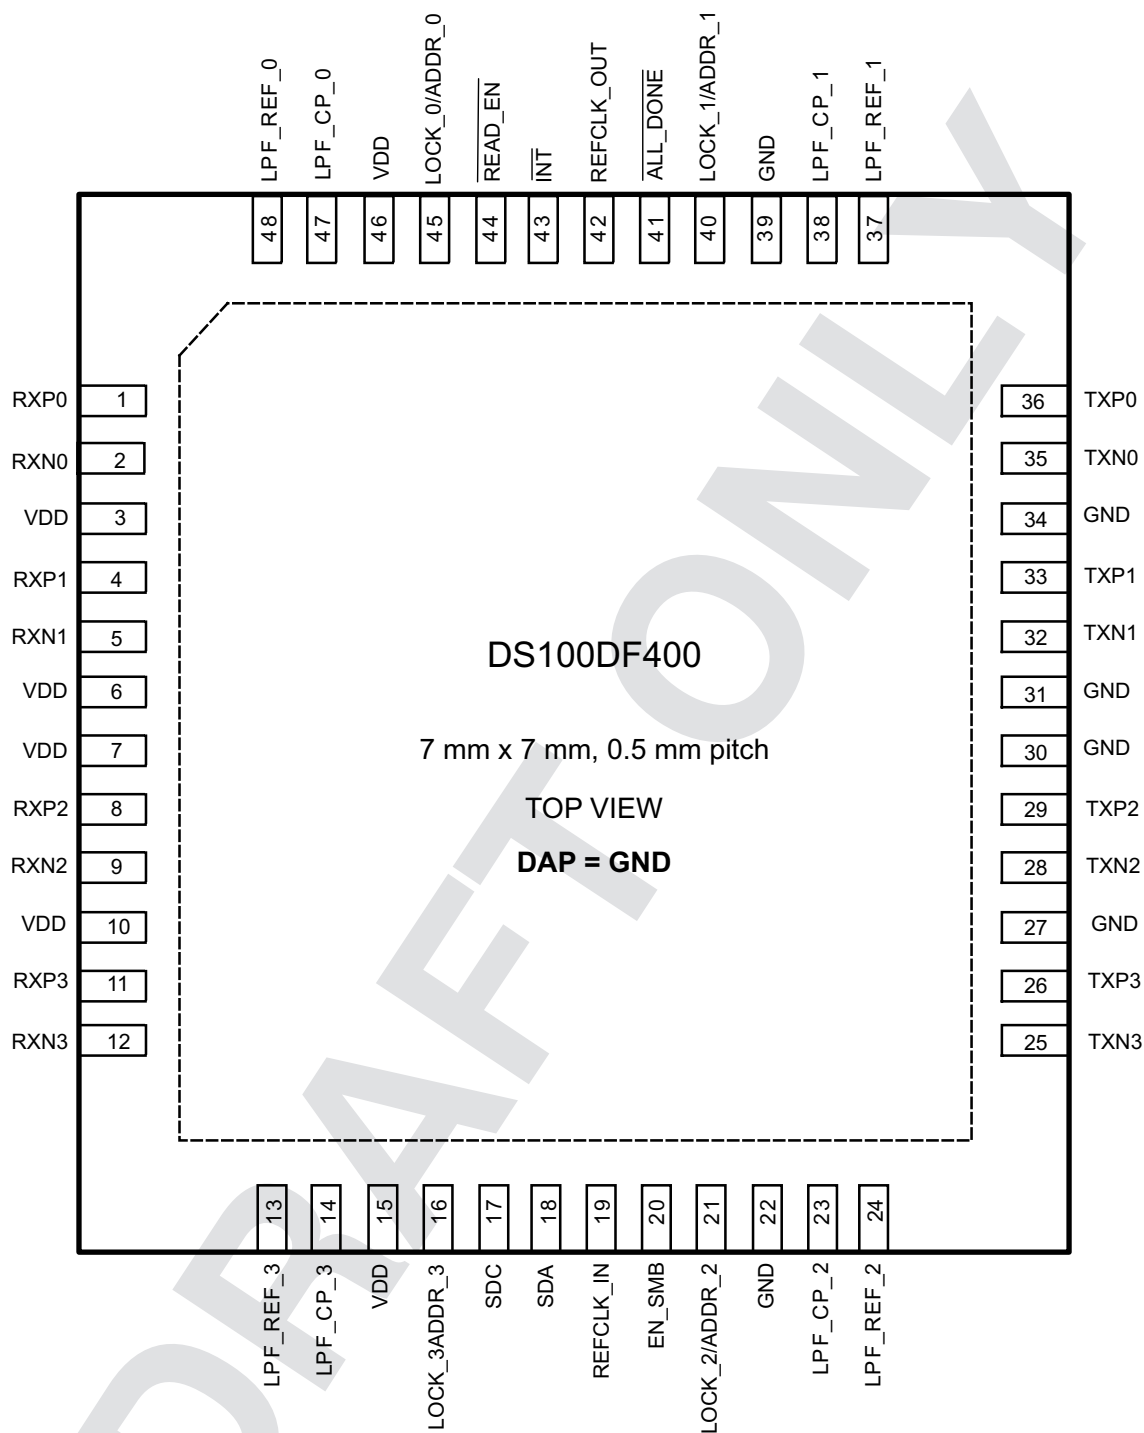 LPF_REF_0
LPF_CP_0
VDD
LOCK_0/ADDR_0
READ_EN
INT
REFCLK_OUT
ALL_DONE
LOCK_1/ADDR_1
GND
LPF_CP_1
LPF_REF_1
48
47
46
45
44
43
42
41
40
39
38
37
RXP0 1
RXN0 2
VDD 3
RXP1 4
RXN1 5
VDD 6
VDD 7
RXP2 8
RXN2 9
VDD 10
RXP3 11
RXN3 12
DS100DF400
7 mm x 7 mm, 0.5 mm pitch
TOP VIEW
DAP = GND
36 TXP0
35 TXN0
34 GND
33 TXP1
32 TXN1
31 GND
30 GND
29 TXP2
28 TXN2
27 GND
26 TXP3
25 TXN3
13
14
15
16
17
18
19
20
21
22
23
24
LPF_REF_3
LPF_CP_3
VDD
LOCK_3ADDR_3
SDC
SDA
REFCLK_IN
EN_SMB
LOCK_2/ADDR_2
GND
LPF_CP_2
LPF_REF_2
DRAFT ONLY